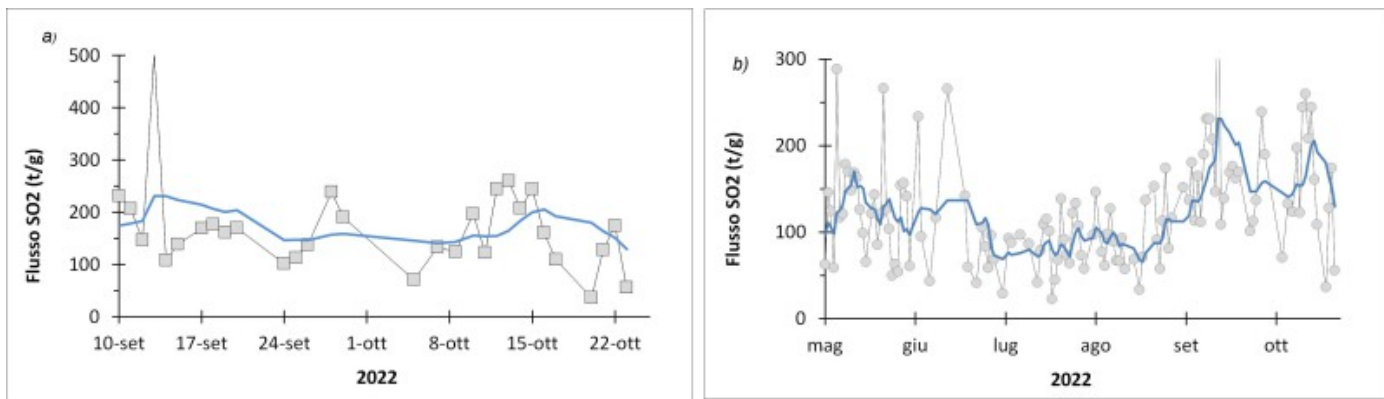 a)
500
400
300
200
100
0
Flusso SO2 (t/g)
10-set 17-set 24-set 1-ott 8-ott 15-ott 22-ott
2022
b)
300
200
100
0
Flusso SO2 (t/g)
mag giu lug ago set ott
2022